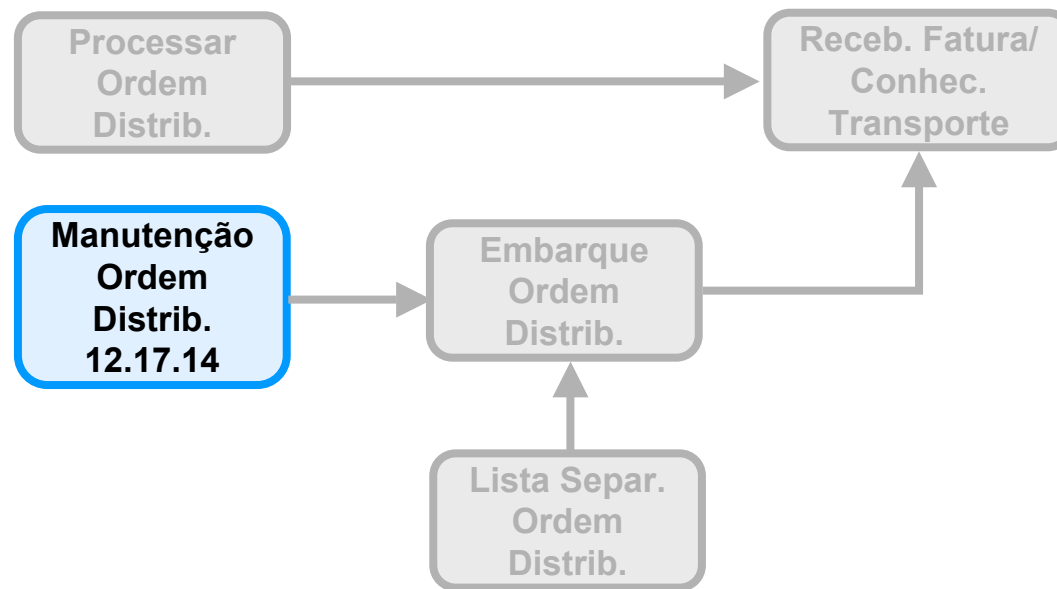 Processar
Ordem
Distrib.
Receb. Fatura/
Conhec.
Transporte
Manutenção
Ordem
Distrib.
12.17.14
Embarque
Ordem
Distrib.
Lista Separ.
Ordem
Distrib.